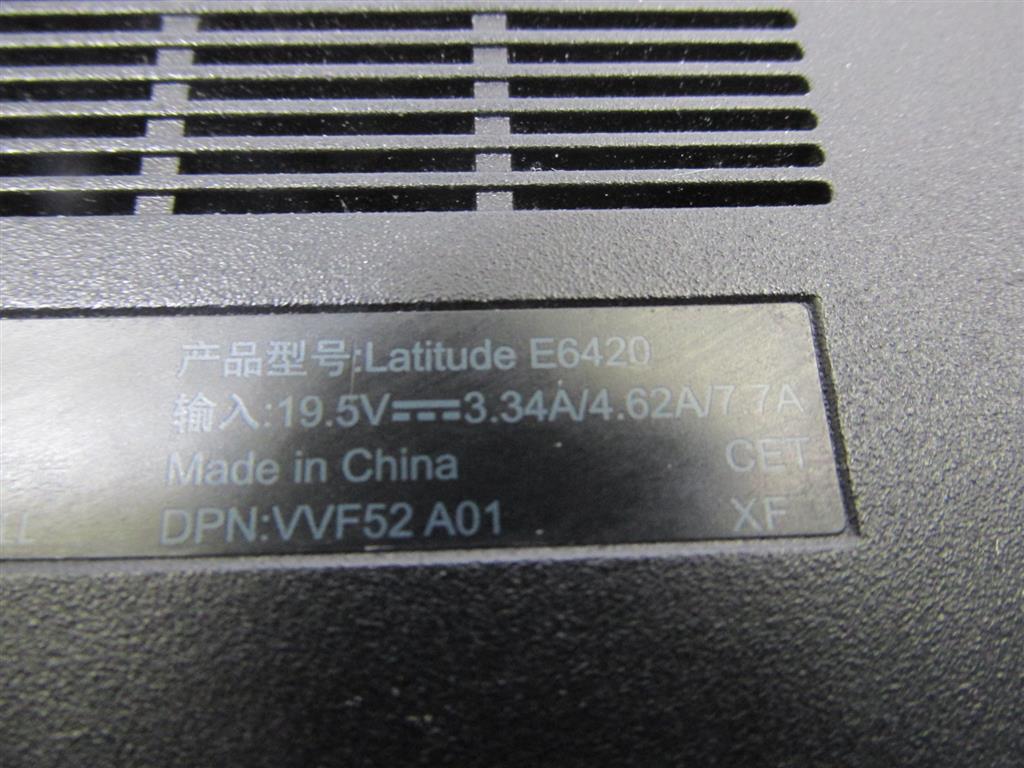 产品型号:Latitude E6420
输入:19.5V⎓3.34A/4.62A/7.7A
Made in China CET
DPN:VVF52 A01 XF